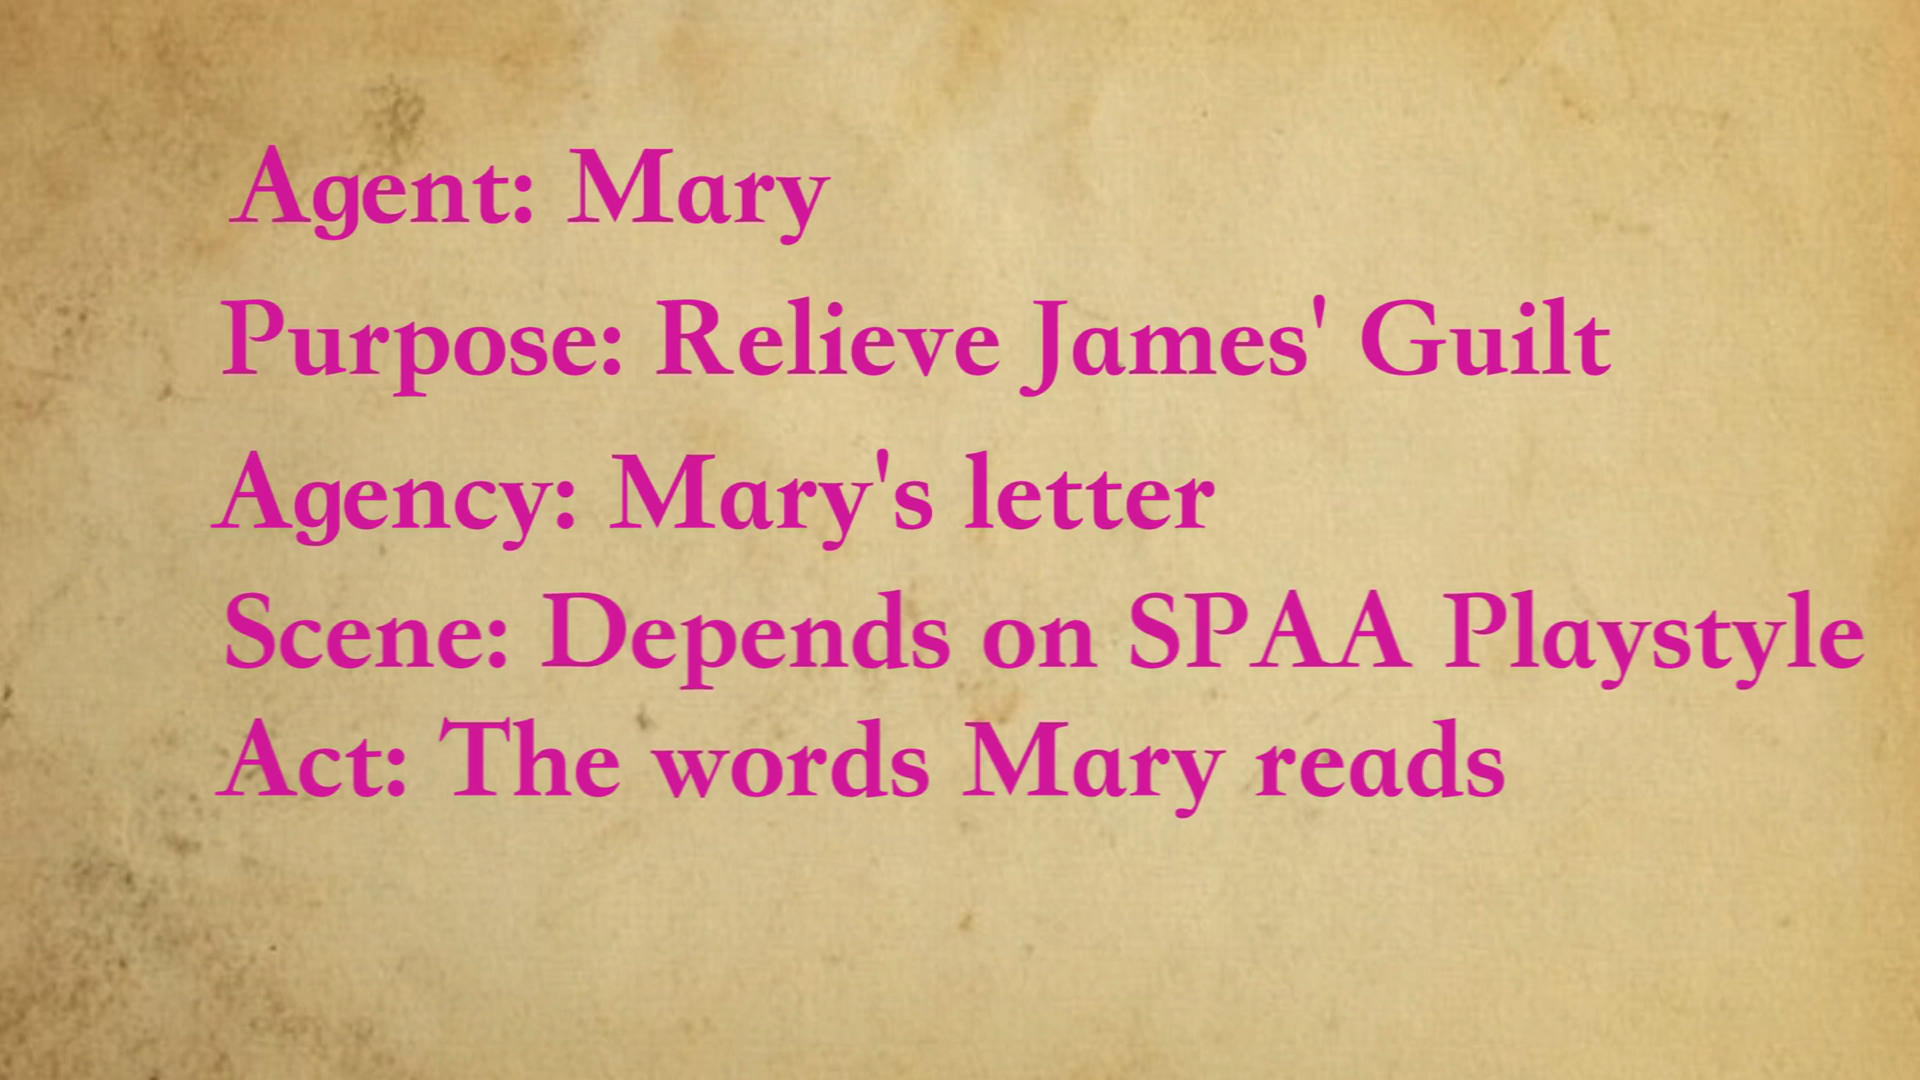 Agent: Mary
Purpose: Relieve James' Guilt
Agency: Mary's letter
Scene: Depends on SPAA Playstyle
Act: The words Mary reads